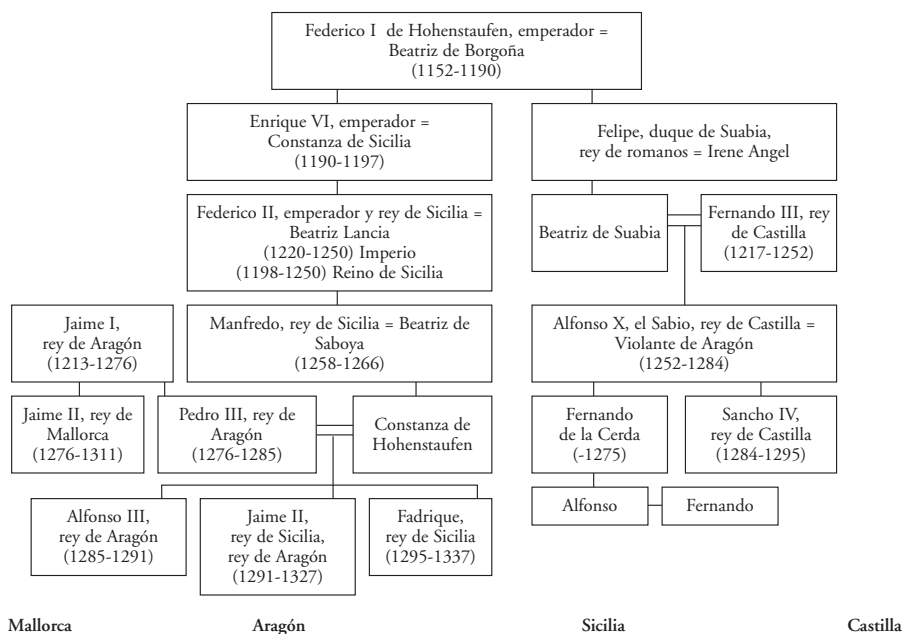 Federico I de Hohenstaufen, emperador =
Beatriz de Borgoña
(1152-1190)
Enrique VI, emperador =
Constanza de Sicilia
(1190-1197)
Felipe, duque de Suabia,
rey de romanos = Irene Angel
Federico II, emperador y rey de Sicilia =
Beatriz Lancia
(1220-1250) Imperio
(1198-1250) Reino de Sicilia
Beatriz de Suabia
Fernando III, rey
de Castilla
(1217-1252)
Jaime I,
rey de Aragón
(1213-1276)
Manfredo, rey de Sicilia = Beatriz de
Saboya
(1258-1266)
Alfonso X, el Sabio, rey de Castilla =
Violante de Aragón
(1252-1284)
Jaime II, rey de
Mallorca
(1276-1311)
Pedro III, rey de
Aragón
(1276-1285)
Constanza de
Hohenstaufen
Fernando
de la Cerda
(-1275)
Sancho IV,
rey de Castilla
(1284-1295)
Alfonso III,
rey de Aragón
(1285-1291)
Jaime II,
rey de Sicilia,
rey de Aragón
(1291-1327)
Fadrique,
rey de Sicilia
(1295-1337)
Alfonso
Fernando
Mallorca Aragón Sicilia Castilla